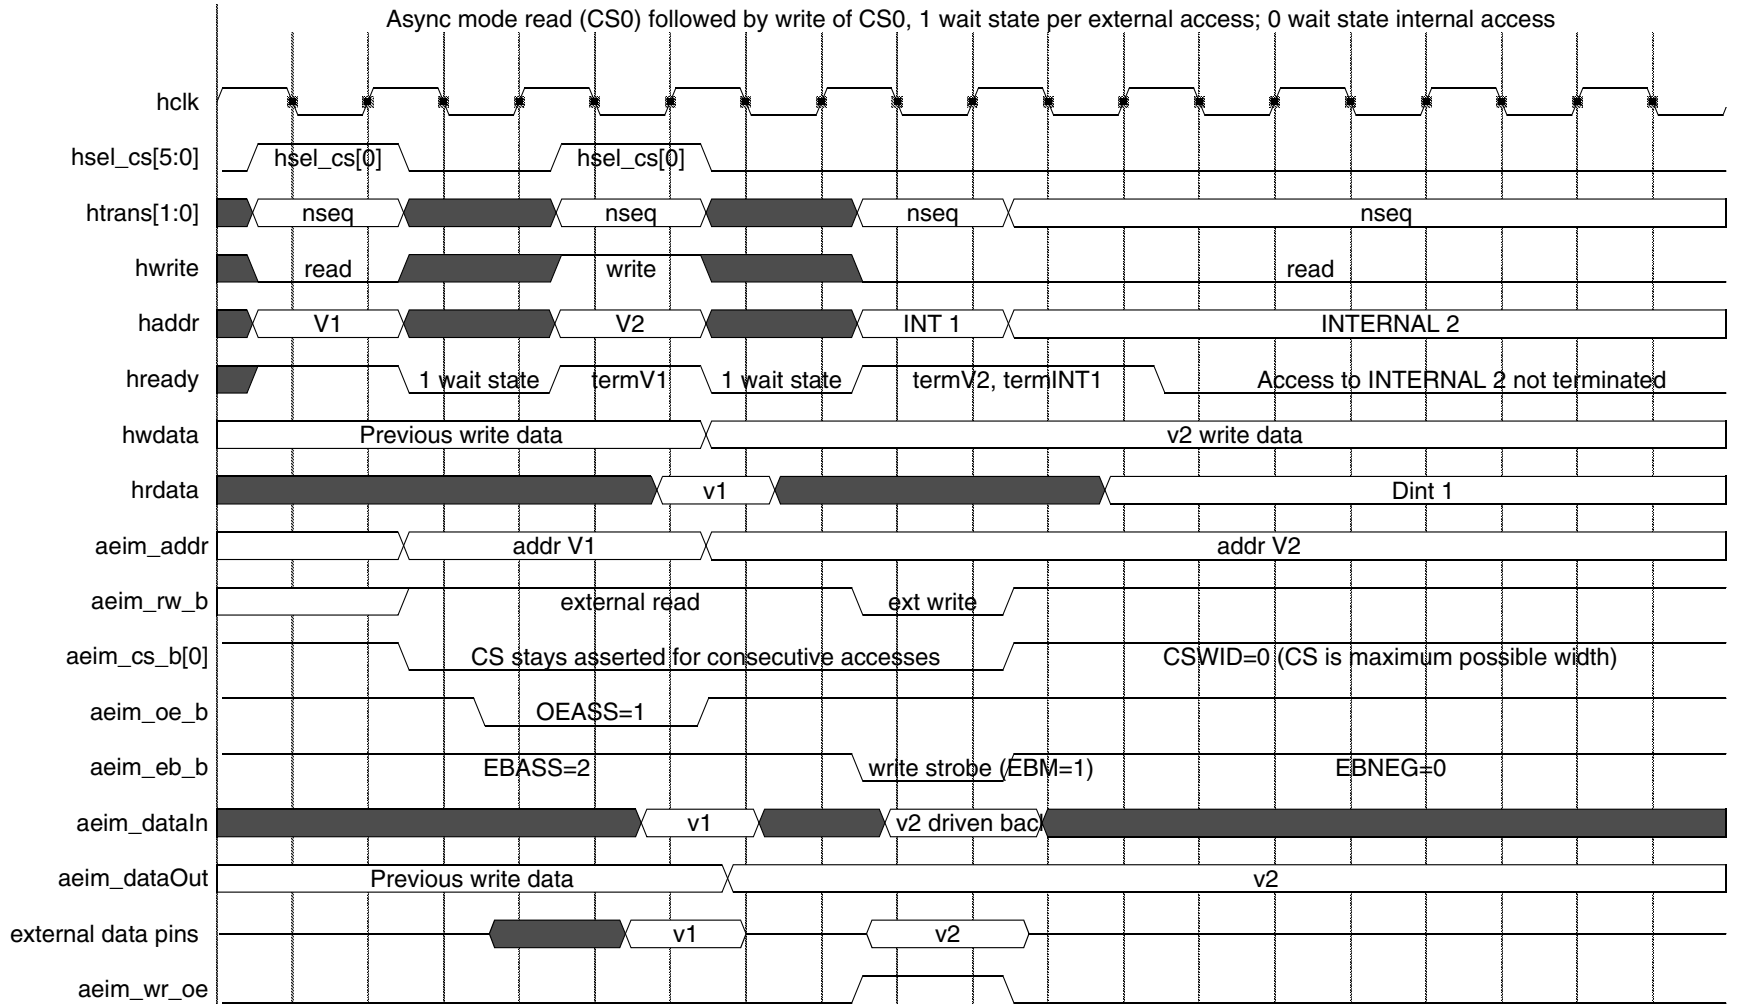 Async mode read (CS0) followed by write of CS0, 1 wait state per external access; 0 wait state internal access
hclk
hsel_cs[5:0] hsel_cs[0] hsel_cs[0]
htrans[1:0] nseq nseq nseq nseq
hwrite read write read
haddr V1 V2 INT 1 INTERNAL 2
hready 1 wait state termV1 1 wait state termV2, termINT1 Access to INTERNAL 2 not terminated
hwdata Previous write data v2 write data
hrdata v1 Dint 1
aeim_addr addr V1 addr V2
aeim_rw_b external read ext write
aeim_cs_b[0] CS stays asserted for consecutive accesses CSWID=0 (CS is maximum possible width)
aeim_oe_b OEASS=1
aeim_eb_b EBASS=2 write strobe (EBM=1) EBNEG=0
aeim_dataIn v1 v2 driven bac
aeim_dataOut Previous write data v2
external data pins v1 v2
aeim_wr_oe